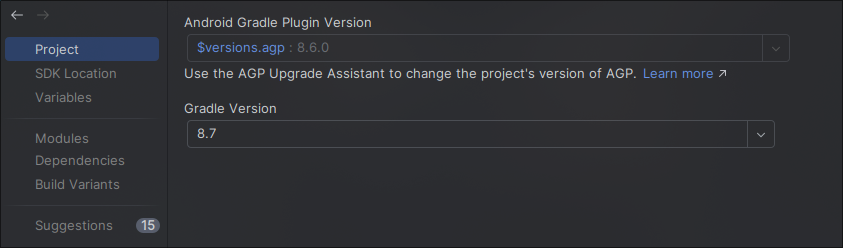 Project
SDK Location
Variables
Modules
Dependencies
Build Variants
Suggestions 15
Android Gradle Plugin Version
$versions.agp : 8.6.0
Use the AGP Upgrade Assistant to change the project's version of AGP. Learn more ↗
Gradle Version
8.7